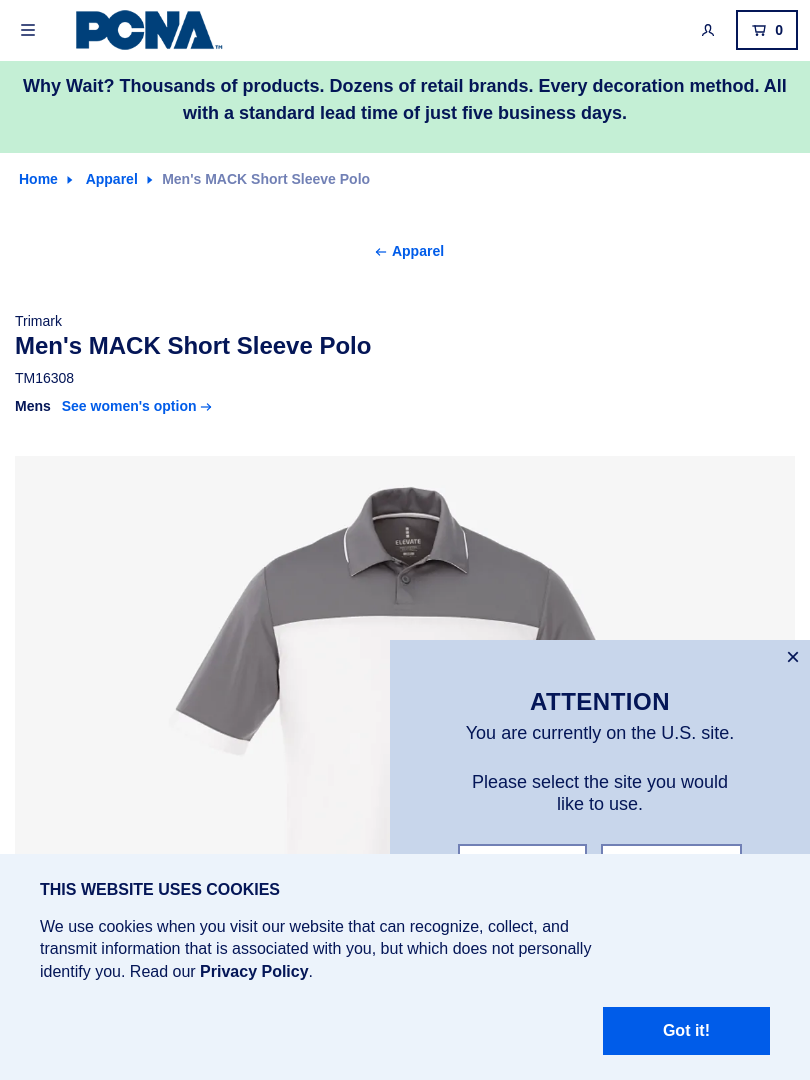 PCNA™
0
Why Wait? Thousands of products. Dozens of retail brands. Every decoration method. All
with a standard lead time of just five business days.
Home
Apparel
Men's MACK Short Sleeve Polo
← Apparel
Trimark
Men's MACK Short Sleeve Polo
TM16308
Mens See women's option →
ELEVATE
×
ATTENTION
You are currently on the U.S. site.
Please select the site you would
like to use.
THIS WEBSITE USES COOKIES
We use cookies when you visit our website that can recognize, collect, and
transmit information that is associated with you, but which does not personally
identify you. Read our Privacy Policy.
Got it!